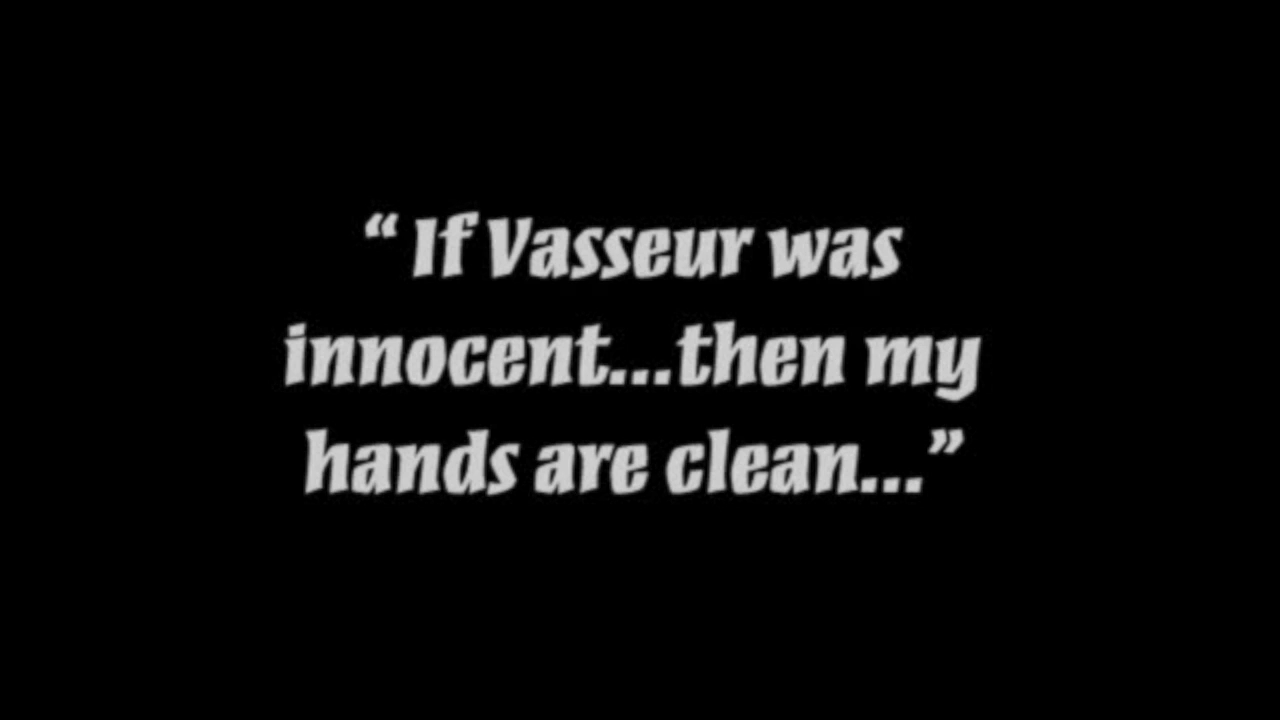 “ If Vasseur was
innocent...then my
hands are clean...”